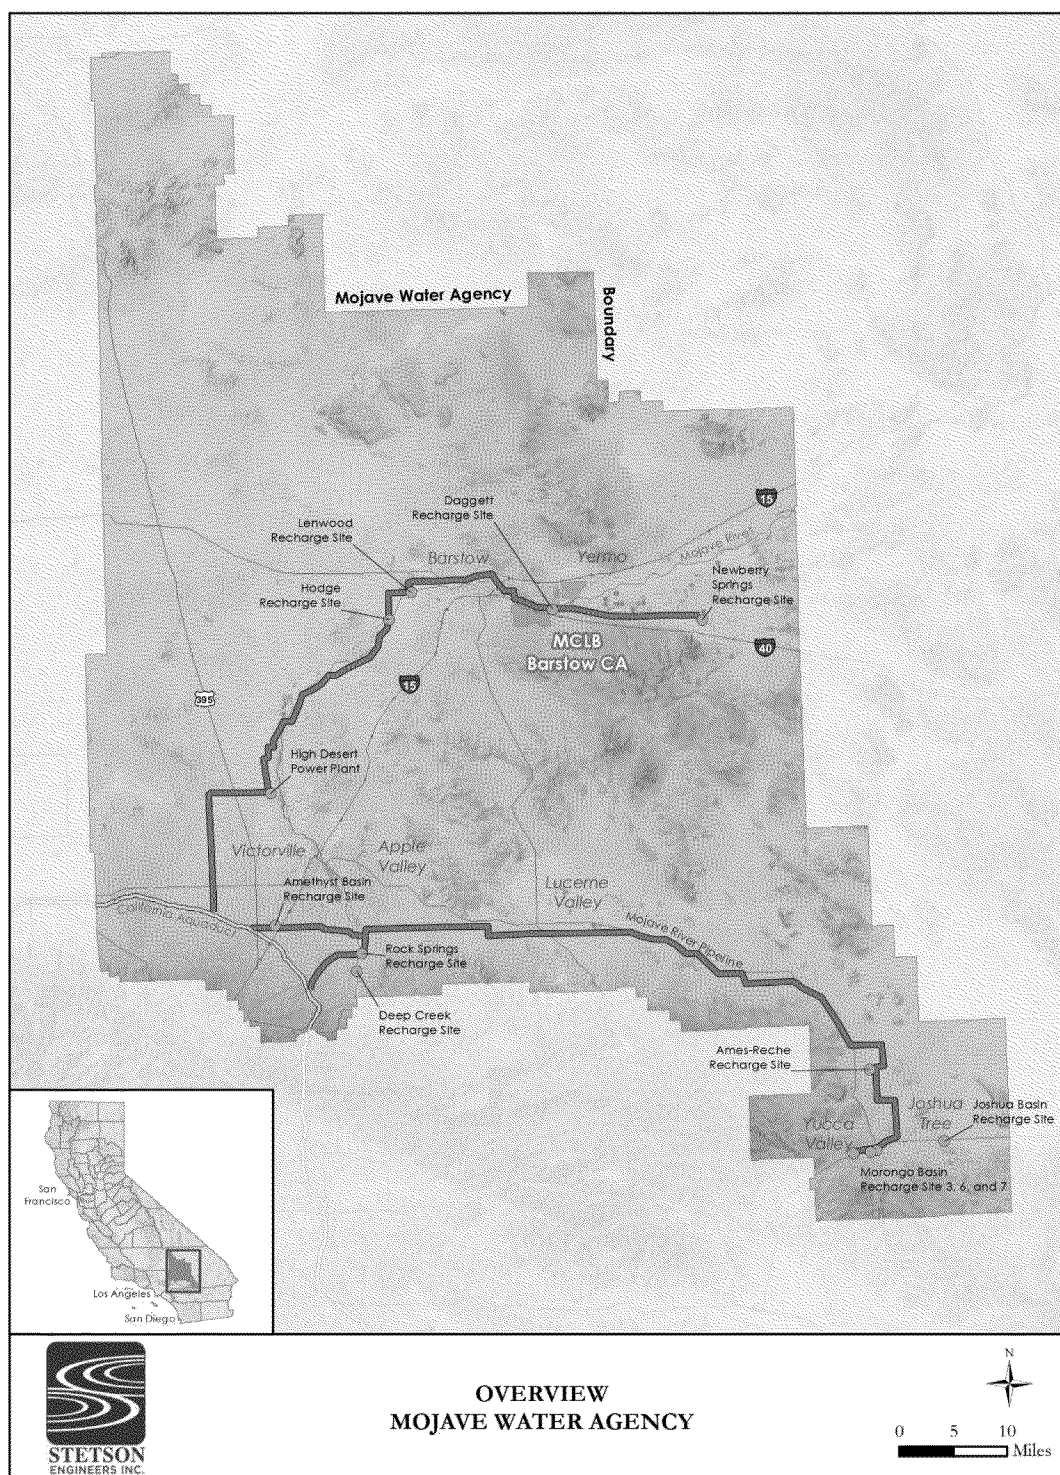 Mojave Water Agency
Boundary
15
Daggett
Recharge Site
Lenwood
Recharge Site
Barstow
Yermo
Mojave River
Newberry
Springs
Recharge Site
Hodge
Recharge Site
MCLB
Barstow CA
40
15
395
High Desert
Power Plant
Victorville
Apple
Valley
Amethyst Basin
Recharge Site
Lucerne
Valley
California Aquaduct
Mojave River Pipeline
Rock Springs
Recharge Site
Deep Creek
Recharge Site
Ames-Reche
Recharge Site
Joshua
Tree
Joshua Basin
Recharge Site
Yucca
Valley
Morongo Basin
Recharge Site 3, 6, and 7
San
Francisco
Los Angeles
San Diego
STETSON
ENGINEERS INC.
OVERVIEW
MOJAVE WATER AGENCY
N
0 5 10
Miles